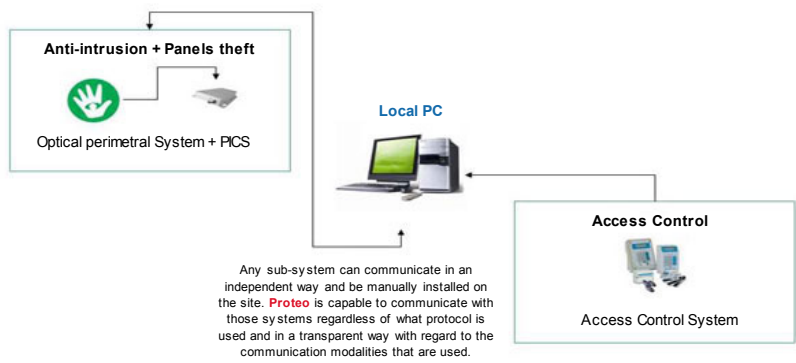 Anti-intrusion + Panels theft
Optical perimetral System + PICS
Local PC
Access Control
Access Control System
Any sub-system can communicate in an
independent way and be manually installed on
the site. Proteo is capable to communicate with
those systems regardless of what protocol is
used and in a transparent way with regard to the
communication modalities that are used.